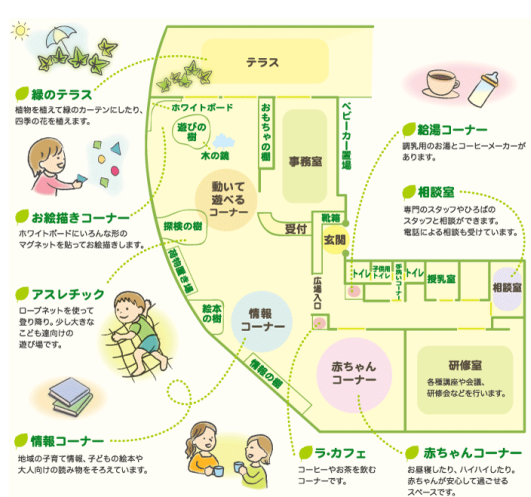 テラス
緑のテラス
植物を植えて緑のカーテンにしたり、
四季の花を植えます。
ホワイトボード
遊びの
樹
木の鏡
おもちゃの棚
事務室
ベビーカー置場
給湯コーナー
調乳用のお湯とコーヒーメーカーが
あります。
相談室
専門のスタッフやひろばの
スタッフと相談ができます。
電話による相談も受けています。
お絵描きコーナー
ホワイトボードにいろんな形の
マグネットを貼ってお絵描きします。
動いて
遊べる
コーナー
探検の樹
受付
靴箱
玄関
荷物置き場
アスレチック
ロープネットを使って
登り降り。少し大きな
こども達向けの
遊び場です。
絵本
の樹
情報
コーナー
広場入口
トイレ
子供用
トイレ
手洗いコーナー
トイレ
授乳室
相談室
情報の棚
赤ちゃん
コーナー
研修室
各種講座や会議、
研修会などを行います。
情報コーナー
地域の子育て情報、子どもの絵本や
大人向けの読み物をそろえています。
ラ・カフェ
コーヒーやお茶を飲む
コーナーです。
赤ちゃんコーナー
お昼寝したり、ハイハイしたり。
赤ちゃんが安心して過ごせる
スペースです。